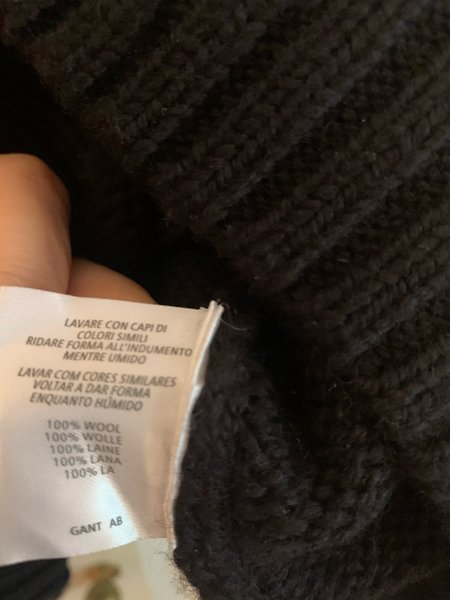 LAVARE CON CAPI DI
COLORI SIMILI
RIDARE FORMA ALL'INDUMENTO
MENTRE UMIDO
LAVAR COM CORES SIMILARES
VOLTAR A DAR FORMA
ENQUANTO HÚMIDO
100% WOOL
100% WOLLE
100% LAINE
100% LANA
100% LA
GANT AB